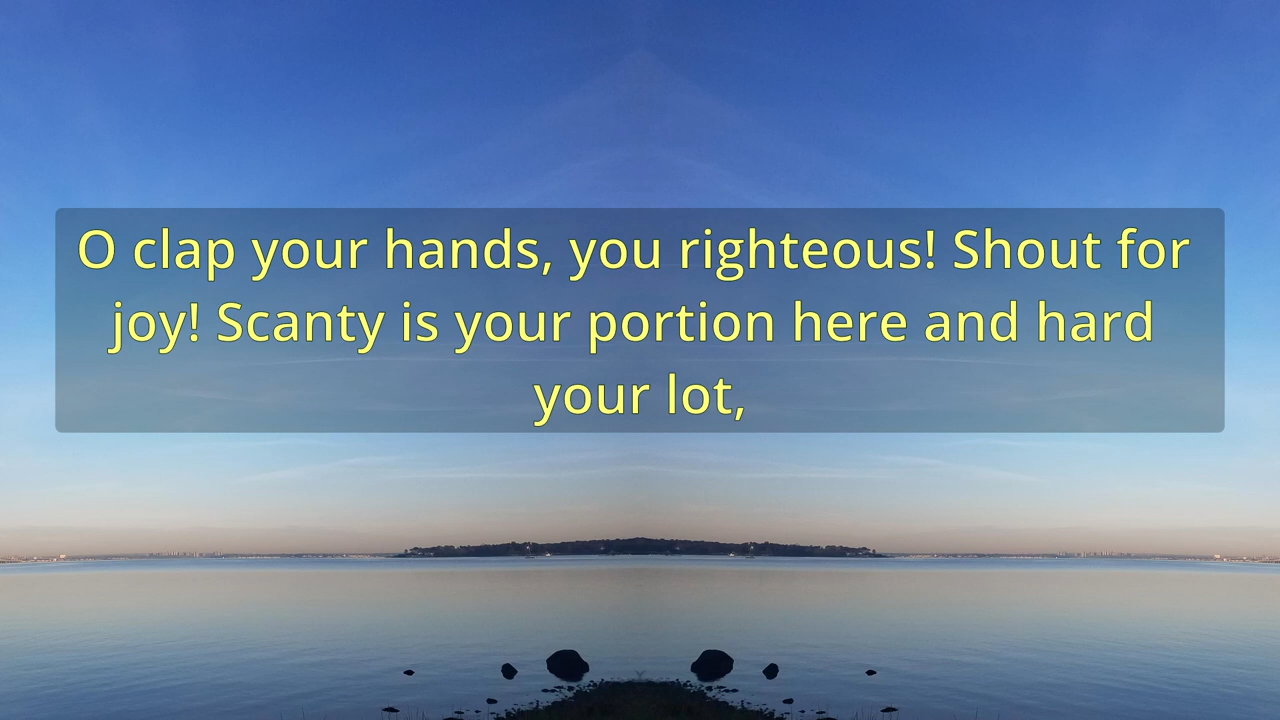 O clap your hands, you righteous! Shout for
joy! Scanty is your portion here and hard
your lot,